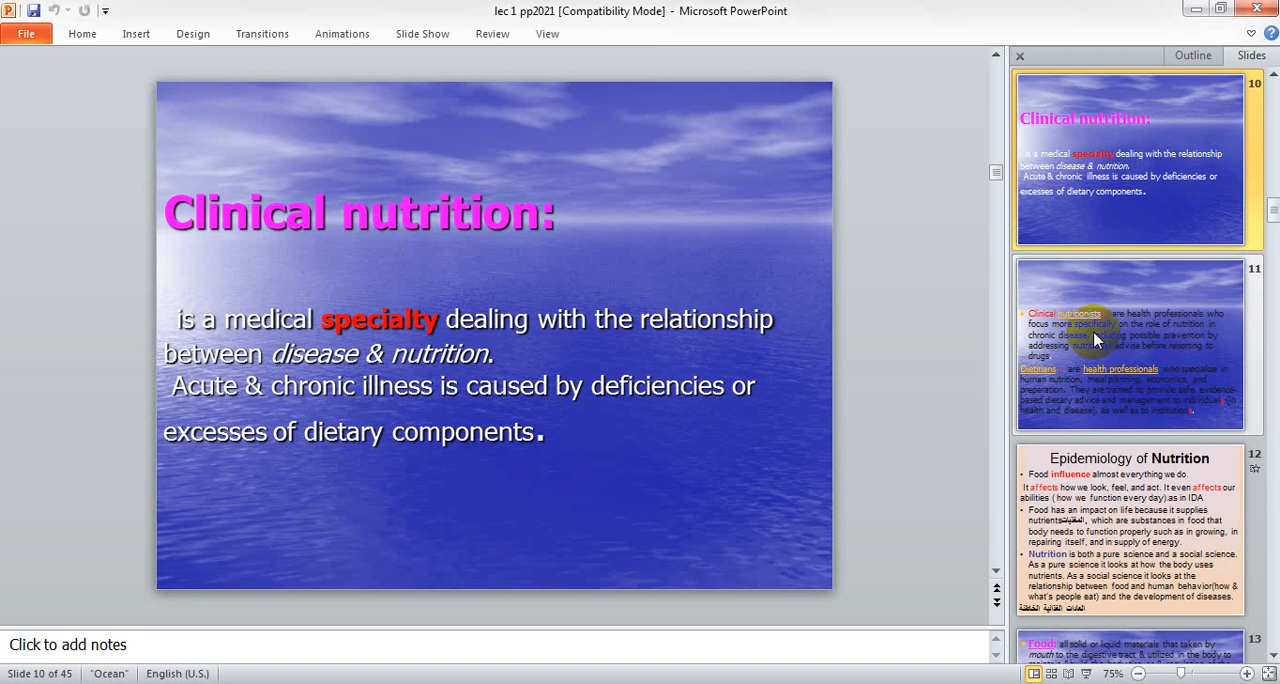 lec 1 pp2021 [Compatibility Mode] - Microsoft PowerPoint
File Home Insert Design Transitions Animations Slide Show Review View
Clinical nutrition:
is a medical specialty dealing with the relationship
between disease & nutrition.
Acute & chronic illness is caused by deficiencies or
excesses of dietary components.
Outline Slides
10
Clinical nutrition:
is a medical specialty dealing with the relationship
between disease & nutrition.
Acute & chronic illness is caused by deficiencies or
excesses of dietary components.
11
• Clinical nutritionists are health professionals who
focus more specifically on the role of nutrition in
chronic disease, including possible prevention by
addressing nutritional advise before resorting to
drugs.
Dietitians are health professionals who specialize in
human nutrition, meal planning, economics, and
preparation. They are trained to provide safe, evidence-
based dietary advice and management to individuals (in
health and disease), as well as to institutions.
12
Epidemiology of Nutrition
• Food influence almost everything we do.
It affects how we look, feel, and act. It even affects our
abilities ( how we function every day).as in IDA
• Food has an impact on life because it supplies
nutrientsالمغذيات, which are substances in food that
body needs to function properly such as in growing, in
repairing itself, and in supply of energy.
• Nutrition is both a pure science and a social science.
As a pure science it looks at how the body uses
nutrients. As a social science it looks at the
relationship between food and human behavior(how &
what's people eat) and the development of diseases.
العادات الغذائية الخاطئة
13
• Food: all solid or liquid materials that taken by
mouth to the digestive tract & utilized in the body to
Click to add notes
Slide 10 of 45 "Ocean" English (U.S.) 75%